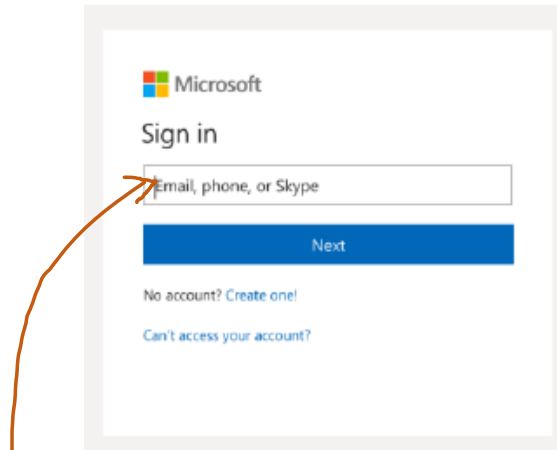 Microsoft
Sign in
Email, phone, or Skype
Next
No account? Create one!
Can't access your account?